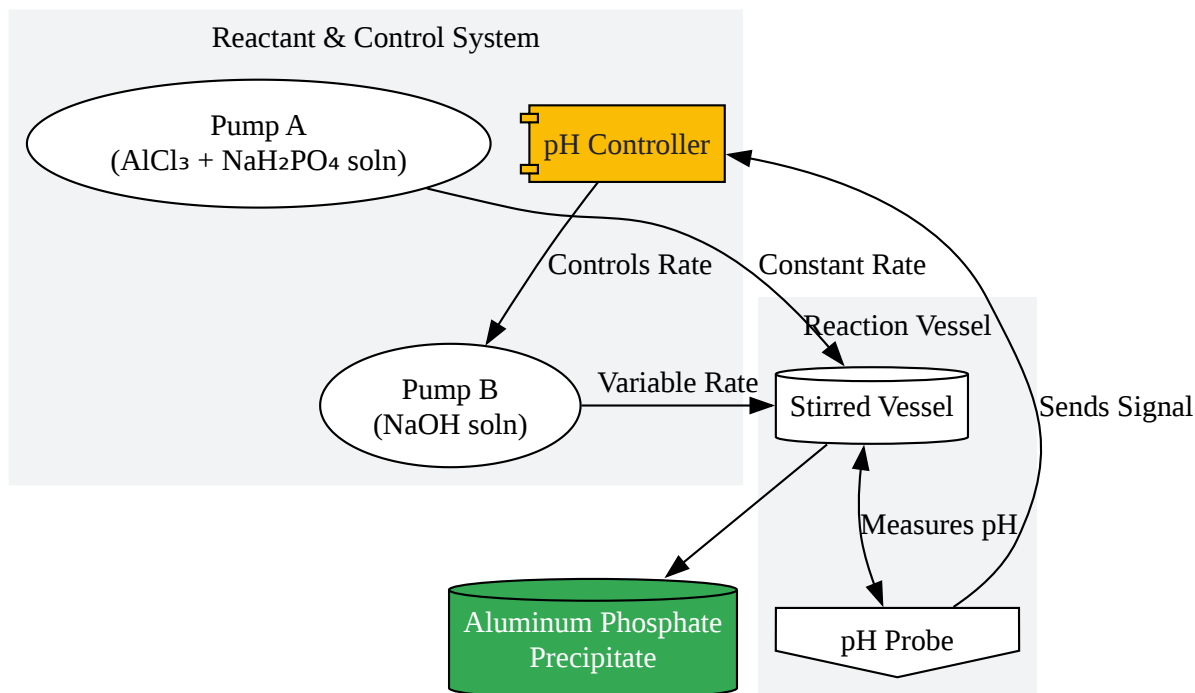 Reactant & Control System
Pump A
(AlCl₃ + NaH₂PO₄ soln)
pH Controller
Controls Rate
Constant Rate
Reaction Vessel
Pump B
(NaOH soln)
Variable Rate
Stirred Vessel
Sends Signal
Measures pH
Aluminum Phosphate
Precipitate
pH Probe